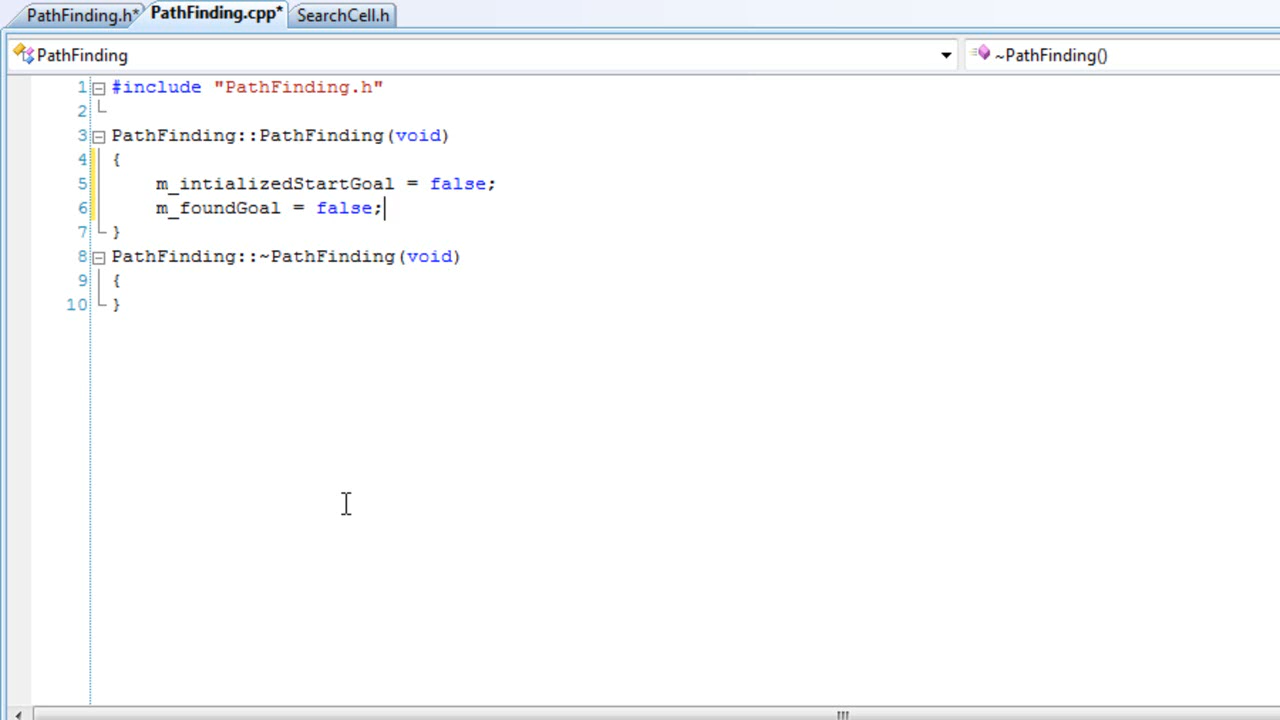 PathFinding.h* PathFinding.cpp* SearchCell.h
PathFinding ~PathFinding()
1 #include "PathFinding.h"
2
3 PathFinding::PathFinding(void)
4 {
5 m_intializedStartGoal = false;
6 m_foundGoal = false;
7 }
8 PathFinding::~PathFinding(void)
9 {
10 }